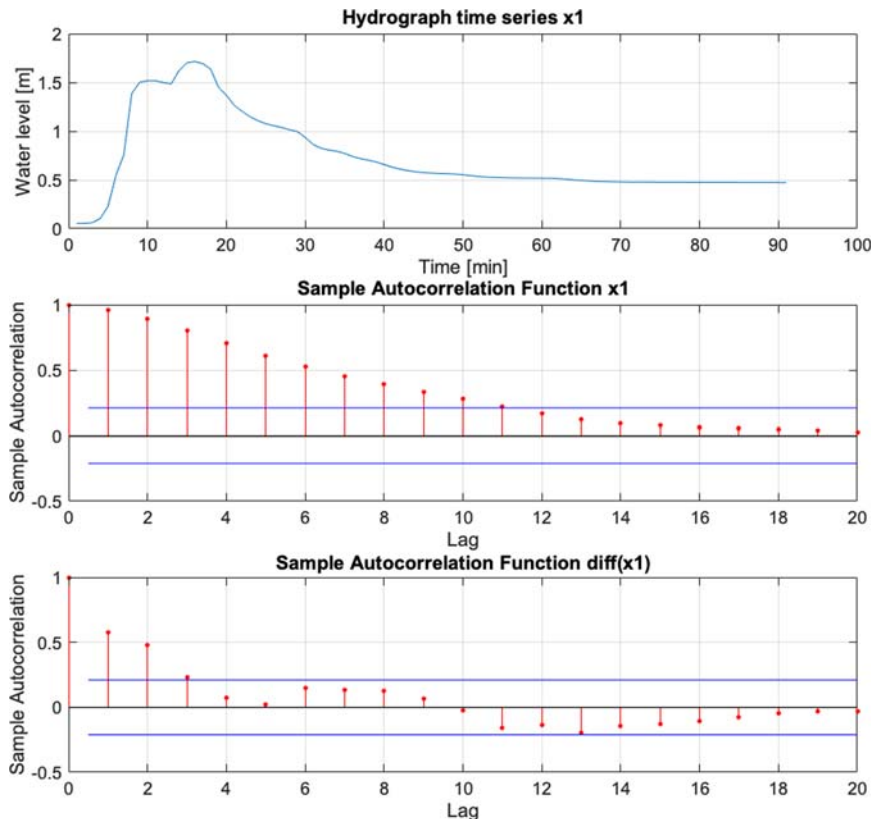 Hydrograph time series x1
Water level [m]
2
1.5
1
0.5
0
0 10 20 30 40 50 60 70 80 90 100
Time [min]
Sample Autocorrelation Function x1
Sample Autocorrelation
1
0.5
0
-0.5
0 2 4 6 8 10 12 14 16 18 20
Lag
Sample Autocorrelation Function diff(x1)
Sample Autocorrelation
1
0.5
0
-0.5
0 2 4 6 8 10 12 14 16 18 20
Lag